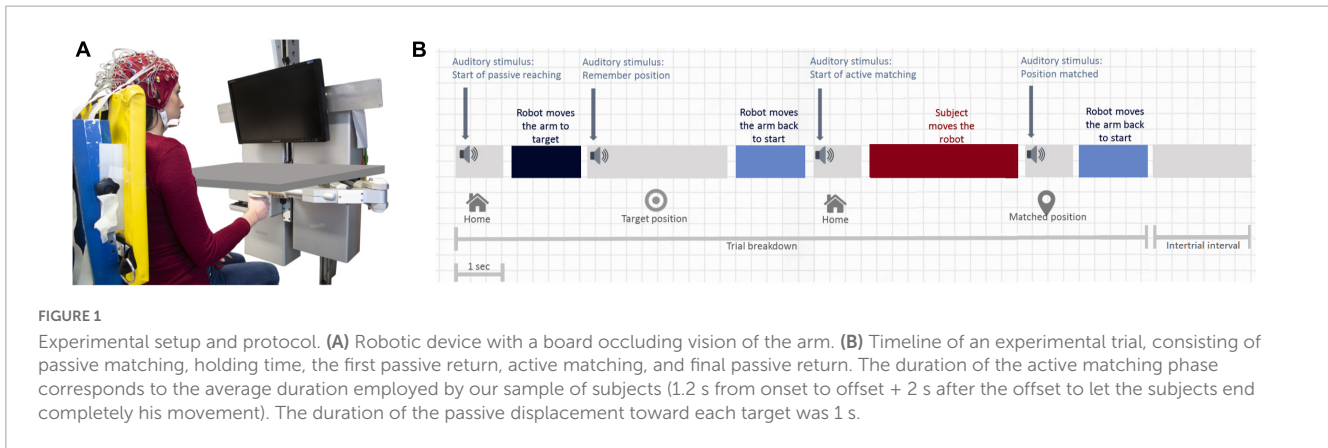 A
B
Auditory stimulus:
Start of passive reaching
Auditory stimulus:
Remember position
Auditory stimulus:
Start of active matching
Auditory stimulus:
Position matched
Robot moves
the arm to
target
Robot moves
the arm back
to start
Subject
moves the
robot
Robot moves
the arm back
to start
Home
Target position
Home
Matched position
Trial breakdown
Intertrial interval
1 sec
FIGURE 1
Experimental setup and protocol. (A) Robotic device with a board occluding vision of the arm. (B) Timeline of an experimental trial, consisting of
passive matching, holding time, the first passive return, active matching, and final passive return. The duration of the active matching phase
corresponds to the average duration employed by our sample of subjects (1.2 s from onset to offset + 2 s after the offset to let the subjects end
completely his movement). The duration of the passive displacement toward each target was 1 s.